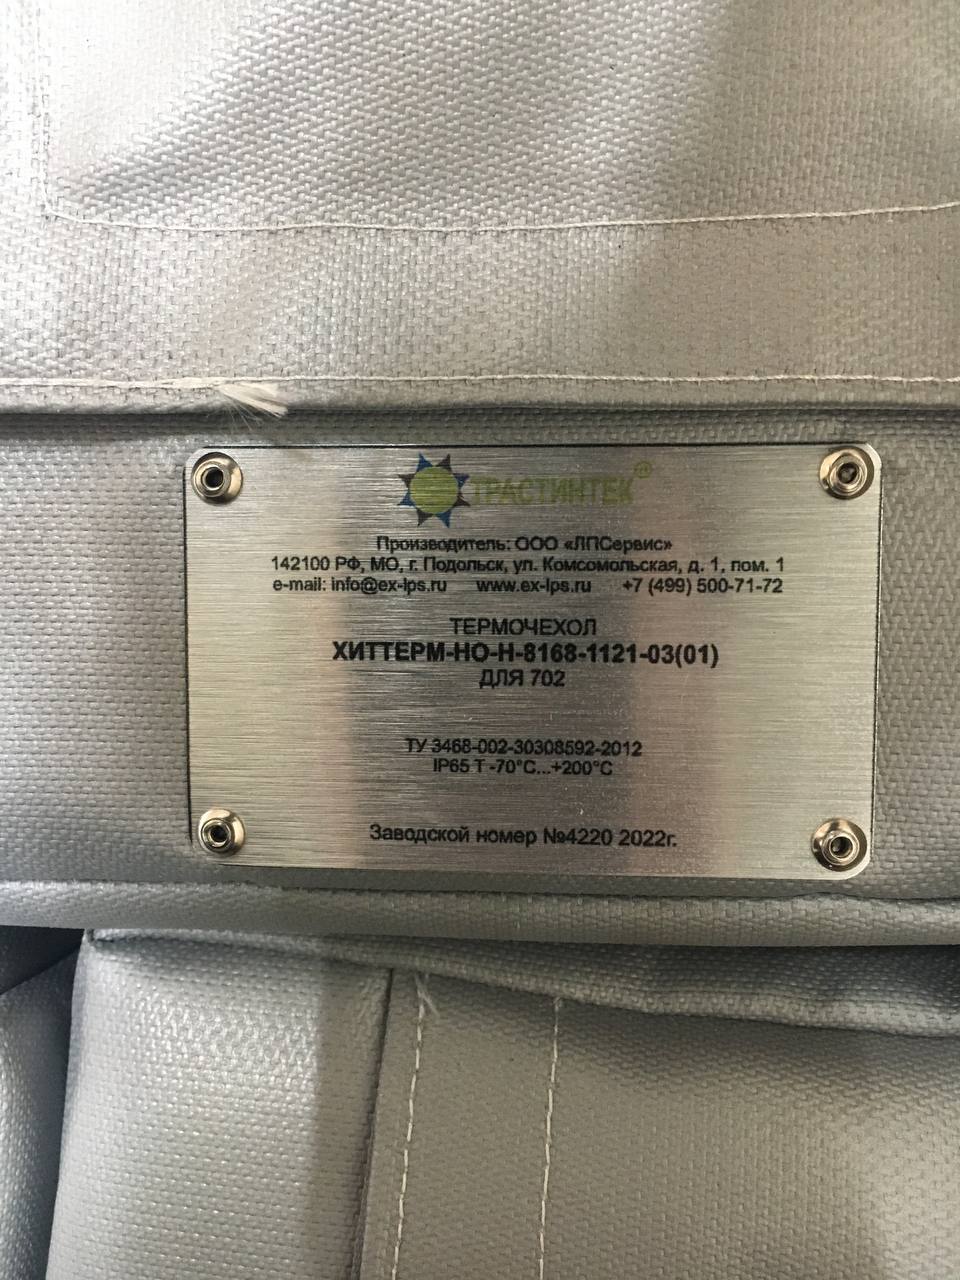 ТРАСТИНТЕК®
Производитель: ООО «ЛПСервис»
142100 РФ, МО, г. Подольск, ул. Комсомольская, д. 1, пом. 1
e-mail: info@ex-lps.ru www.ex-lps.ru +7 (499) 500-71-72
ТЕРМОЧЕХОЛ
ХИТТЕРМ-НО-Н-8168-1121-03(01)
ДЛЯ 702
ТУ 3468-002-30308592-2012
IP65 T -70°C...+200°C
Заводской номер №4220 2022г.